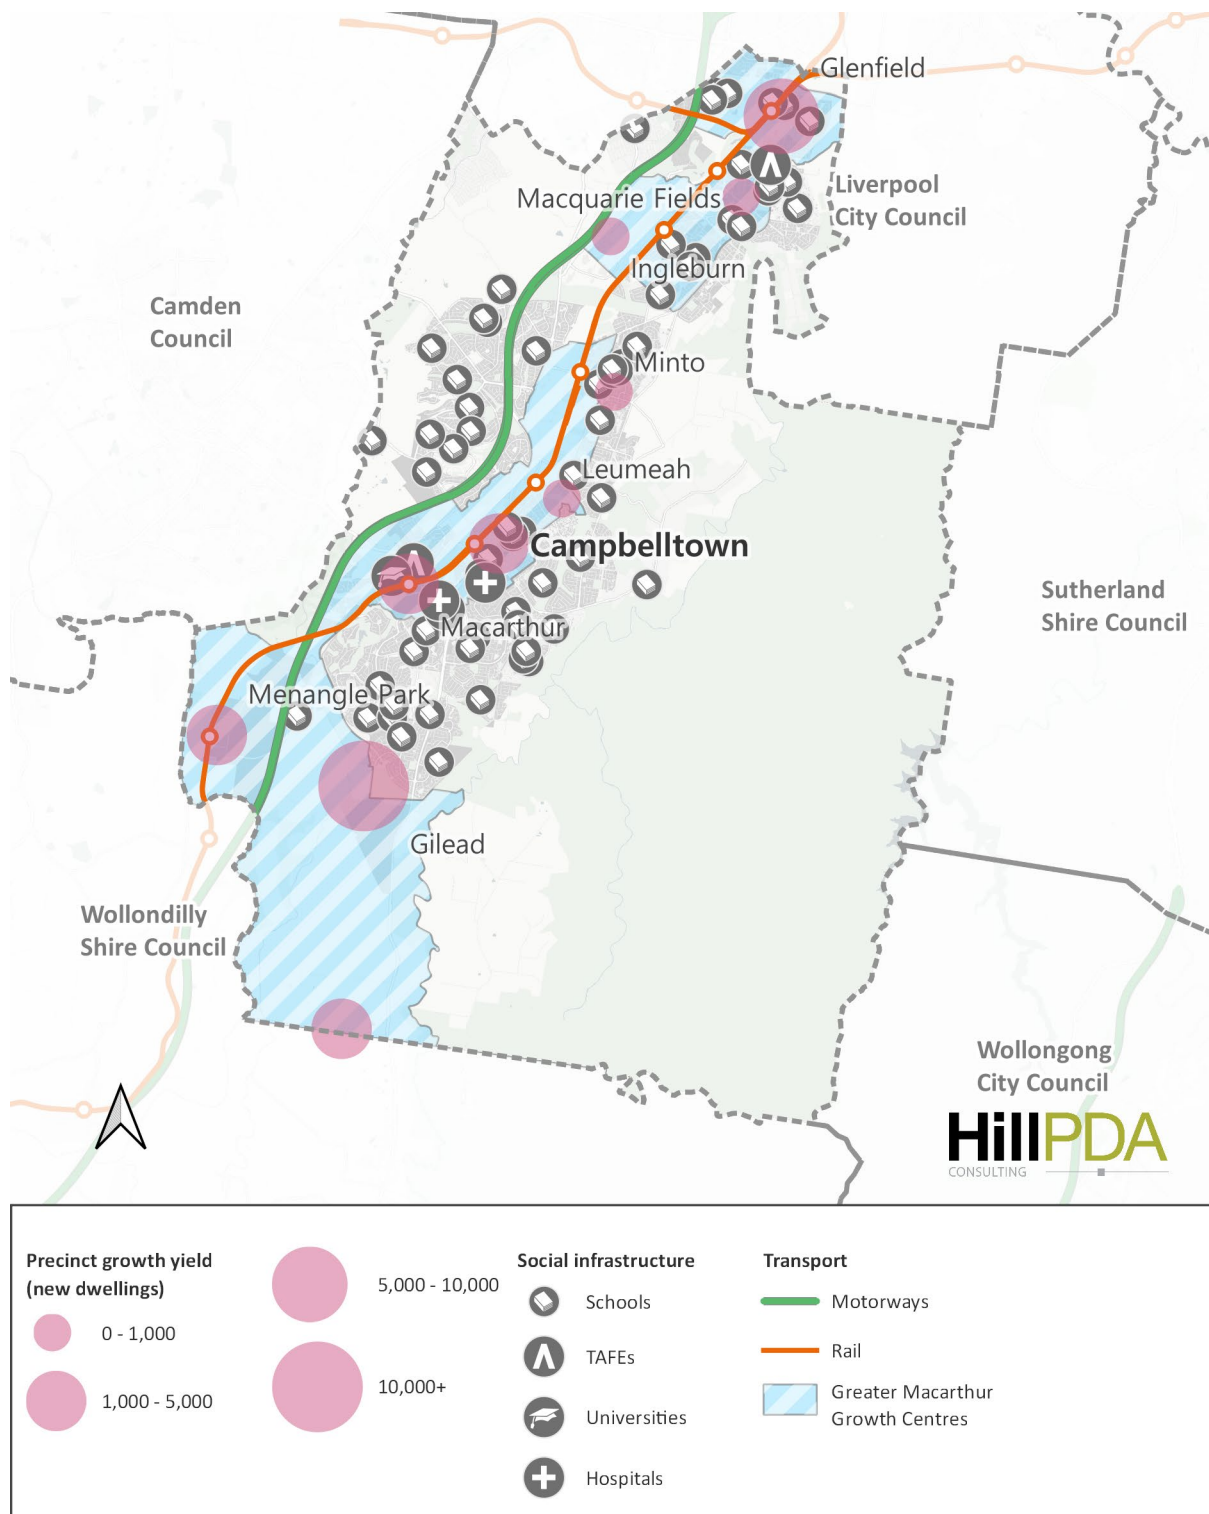 Glenfield
Liverpool
City Council
Macquarie Fields
Ingleburn
Camden
Council
Minto
Leumeah
Campbelltown
Sutherland
Shire Council
Macarthur
Menangle Park
Gilead
Wollondilly
Shire Council
Wollongong
City Council
HillPDA
CONSULTING
Precinct growth yield
(new dwellings)
0 - 1,000
1,000 - 5,000
5,000 - 10,000
10,000+
Social infrastructure
Schools
TAFEs
Universities
Hospitals
Transport
Motorways
Rail
Greater Macarthur
Growth Centres